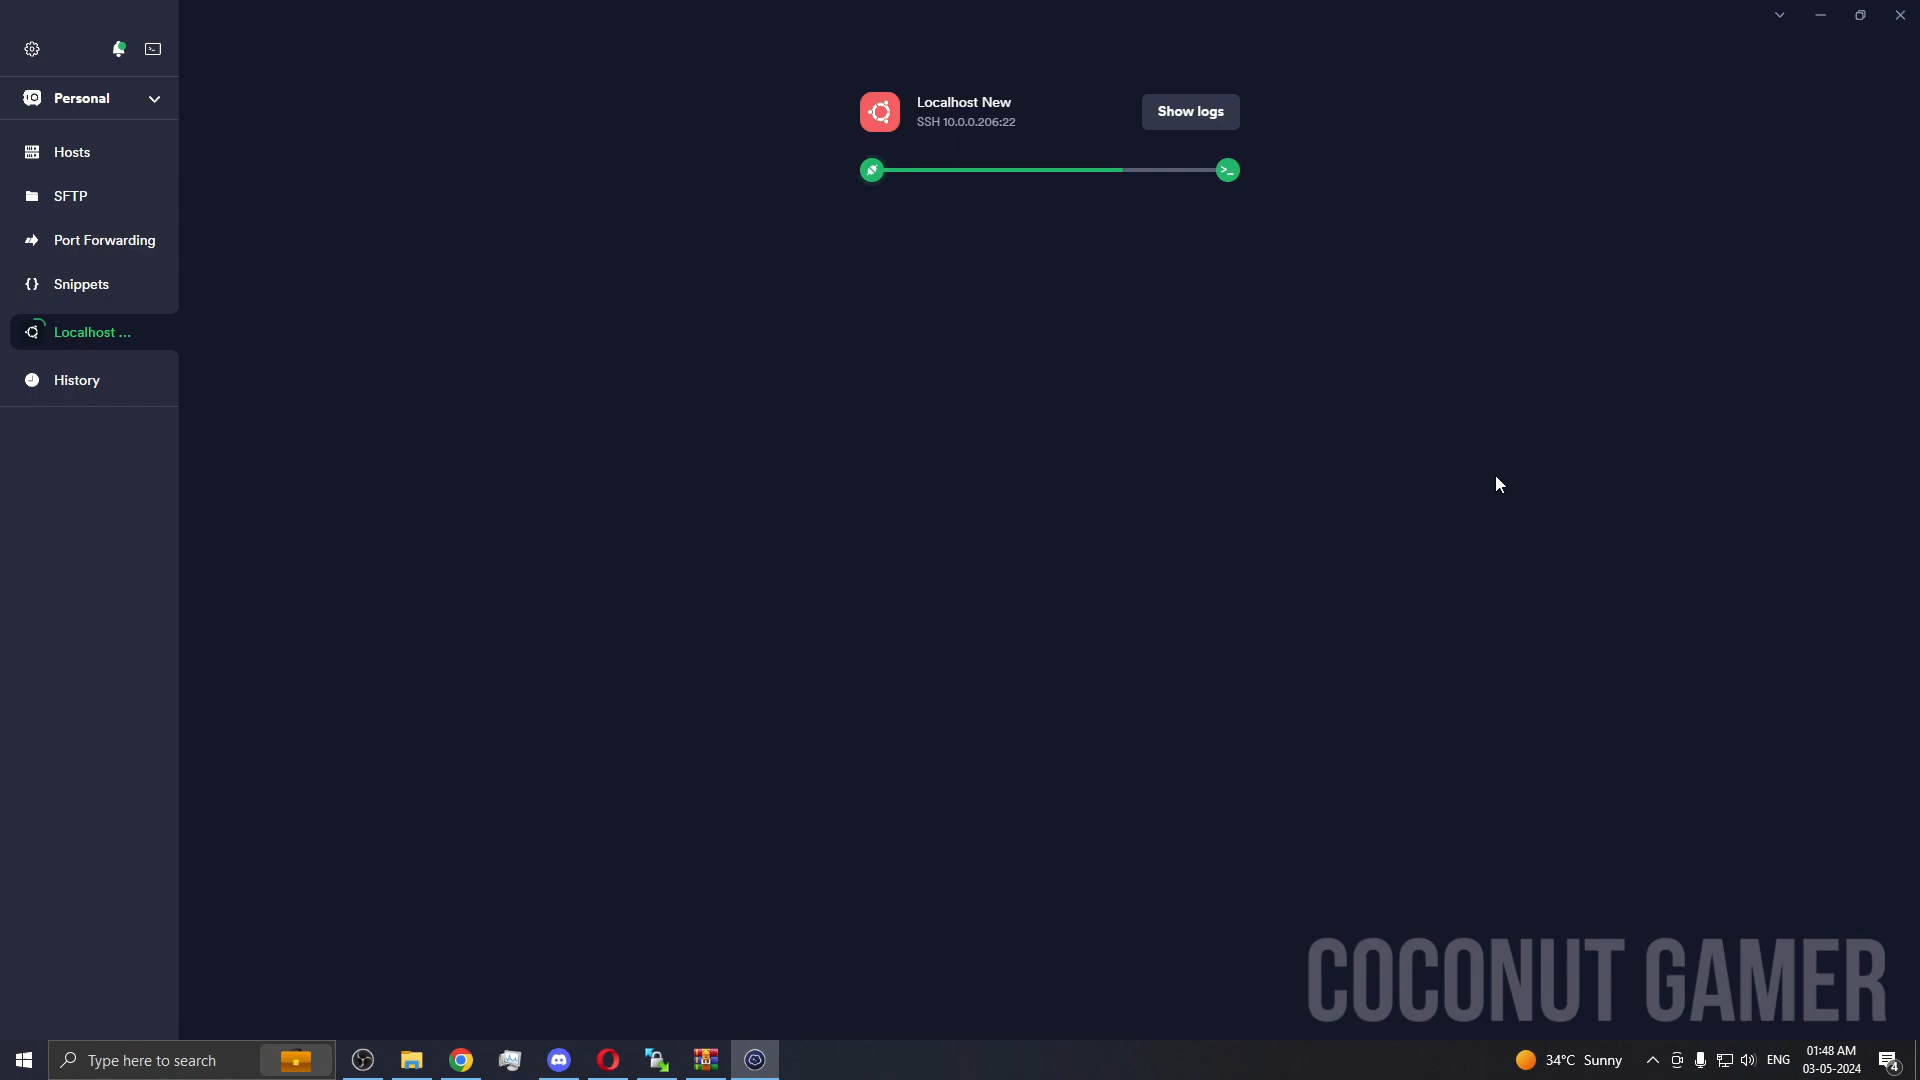 Personal
Hosts
SFTP
Port Forwarding
Snippets
Localhost ...
History
Localhost New
SSH 10.0.0.206:22
Show logs
>_
COCONUT GAMER
Type here to search
34°C Sunny
ENG
01:48 AM
03-05-2024
4